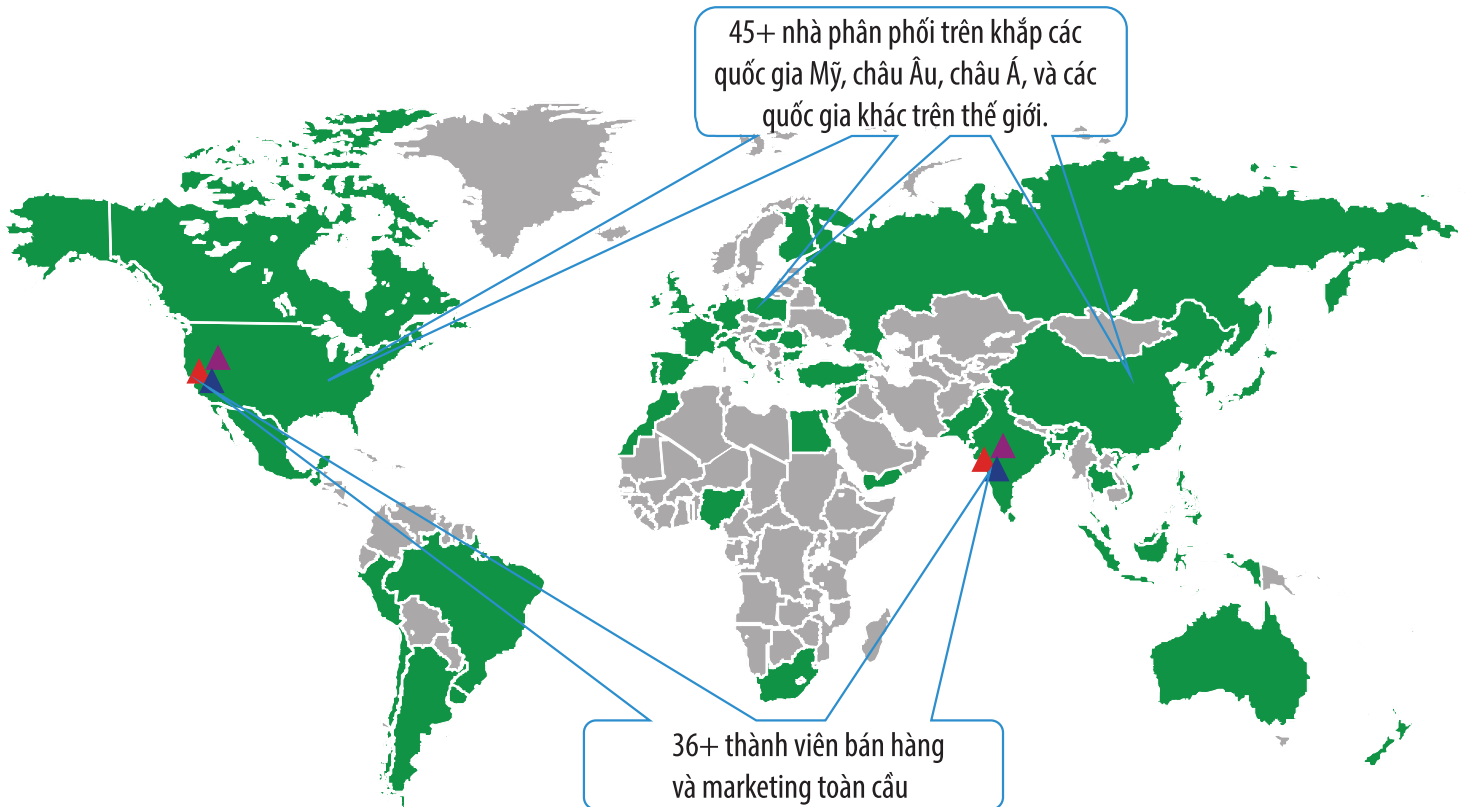 45+ nhà phân phối trên khắp các
quốc gia Mỹ, châu Âu, châu Á, và các
quốc gia khác trên thế giới.
36+ thành viên bán hàng
và marketing toàn cầu